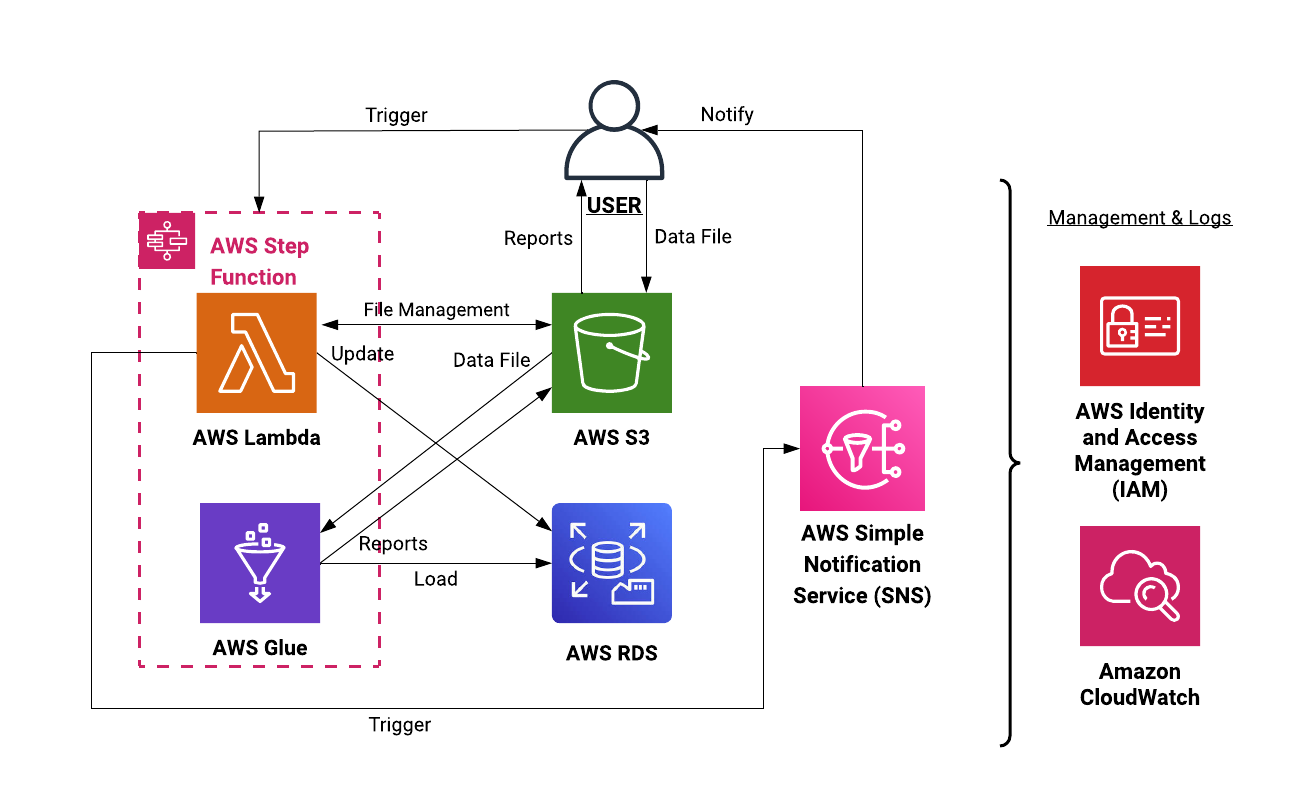 Trigger
Notify
USER
Reports
Data File
Management & Logs
AWS Step
Function
File Management
Update
Data File
AWS Lambda
AWS S3
AWS Identity
and Access
Management
(IAM)
Reports
Load
AWS Simple
Notification
Service (SNS)
AWS Glue
AWS RDS
Amazon
CloudWatch
Trigger